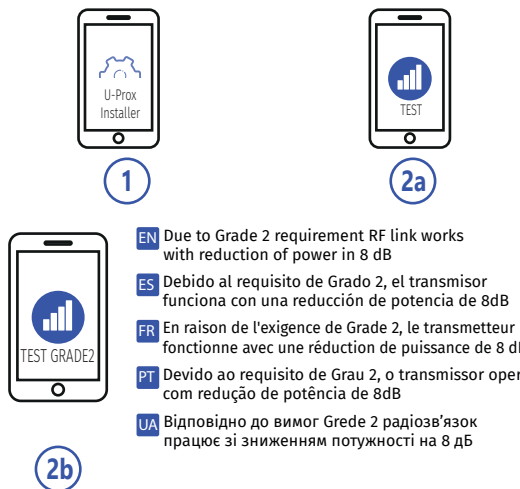 U-Prox
Installer
TEST
1
2a
TEST GRADE2
2b
EN Due to Grade 2 requirement RF link works
with reduction of power in 8 dB
ES Debido al requisito de Grado 2, el transmisor
funciona con una reducción de potencia de 8dB
FR En raison de l'exigence de Grade 2, le transmetteur
fonctionne avec une réduction de puissance de 8
PT Devido ao requisito de Grau 2, o transmissor
com redução de potência de 8dB
UA Відповідно до вимог Grede 2 радіозв’язок
працює зі зниженням потужності на 8 дБ